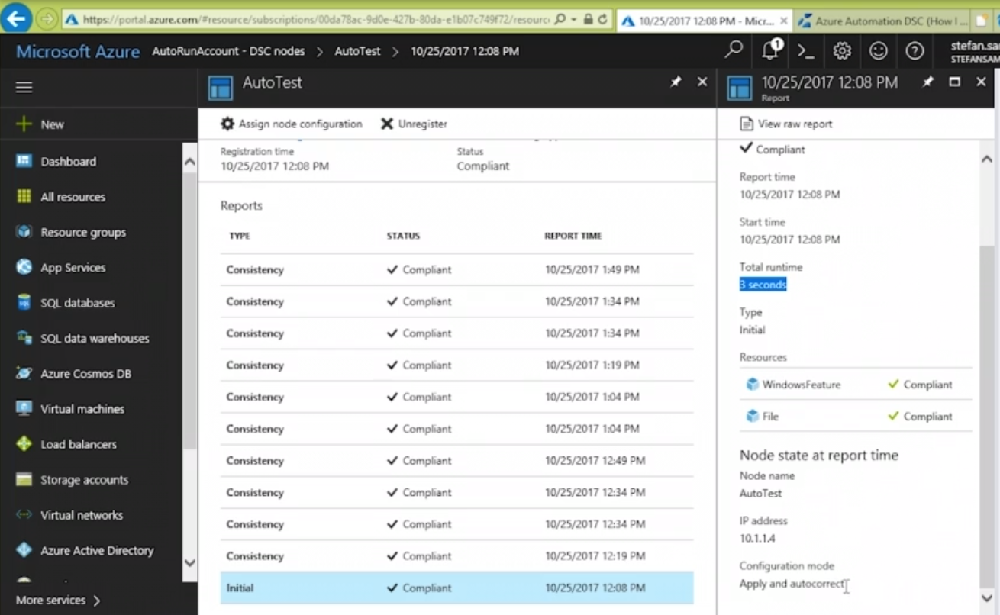 https://portal.azure.com/#resource/subscriptions/00da78ac-9d0e-427b-80da-e1b07c749f72/resourc
10/25/2017 12:08 PM - Micr...
Azure Automation DSC (How I ...
Microsoft Azure
AutoRunAccount - DSC nodes > AutoTest > 10/25/2017 12:08 PM
1
stefan.sa
STEFANSAM
New
Dashboard
All resources
Resource groups
App Services
SQL databases
SQL data warehouses
Azure Cosmos DB
Virtual machines
Load balancers
Storage accounts
Virtual networks
Azure Active Directory
More services >
AutoTest
Assign node configuration
Unregister
Registration time
10/25/2017 12:08 PM
Status
Compliant
Reports
TYPE STATUS REPORT TIME
Consistency Compliant 10/25/2017 1:49 PM
Consistency Compliant 10/25/2017 1:34 PM
Consistency Compliant 10/25/2017 1:34 PM
Consistency Compliant 10/25/2017 1:19 PM
Consistency Compliant 10/25/2017 1:04 PM
Consistency Compliant 10/25/2017 1:04 PM
Consistency Compliant 10/25/2017 12:49 PM
Consistency Compliant 10/25/2017 12:34 PM
Consistency Compliant 10/25/2017 12:34 PM
Consistency Compliant 10/25/2017 12:19 PM
Initial Compliant 10/25/2017 12:08 PM
10/25/2017 12:08 PM
Report
View raw report
Compliant
Report time
10/25/2017 12:08 PM
Start time
10/25/2017 12:08 PM
Total runtime
3 seconds
Type
Initial
Resources
WindowsFeature Compliant
File Compliant
Node state at report time
Node name
AutoTest
IP address
10.1.1.4
Configuration mode
Apply and autocorrect